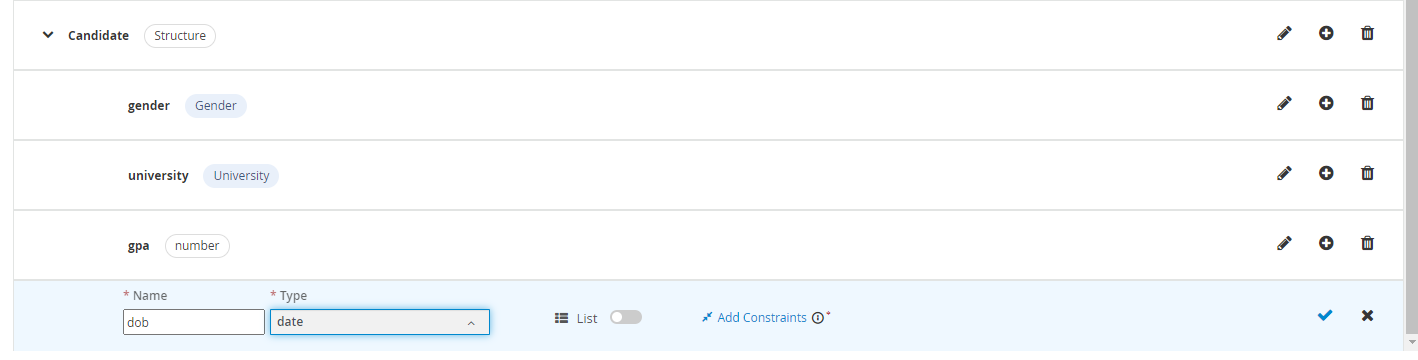 Candidate Structure
gender Gender
university University
gpa number
* Name * Type
dob date List Add Constraints *